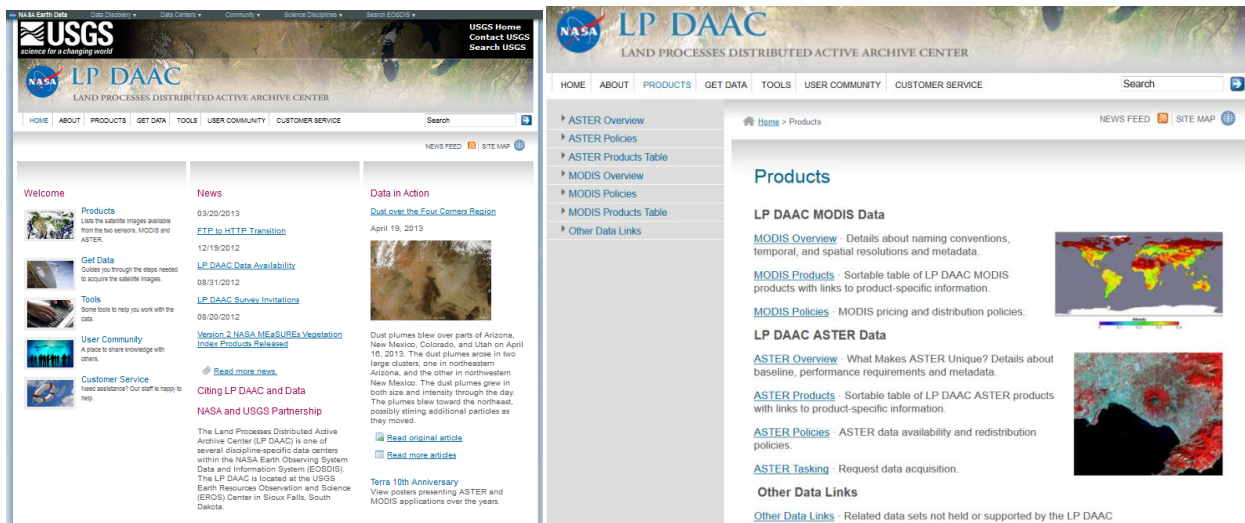 NASA Earth Data
Data Discovery ▾
Data Centers ▾
Community ▾
Science Disciplines ▾
Search EOSDIS ▾
USGS
science for a changing world
USGS Home
Contact USGS
Search USGS
NASA
LP DAAC
LAND PROCESSES DISTRIBUTED ACTIVE ARCHIVE CENTER
HOME ABOUT PRODUCTS GET DATA TOOLS USER COMMUNITY CUSTOMER SERVICE
Search
NEWS FEED SITE MAP
Welcome
Products
Lists the satellite images available
from the two sensors, MODIS and
ASTER.
Get Data
Guides you through the steps needed
to acquire the satellite images.
Tools
Some tools to help you work with the
data.
User Community
A place to share knowledge with
others.
Customer Service
Need assistance? Our staff is happy to
help.
News
03/20/2013
FTP to HTTP Transition
12/19/2012
LP DAAC Data Availability
08/31/2012
LP DAAC Survey Invitations
08/20/2012
Version 2 NASA MEaSUREs Vegetation
Index Products Released
Read more news.
Citing LP DAAC and Data
NASA and USGS Partnership
The Land Processes Distributed Active
Archive Center (LP DAAC) is one of
several discipline-specific data centers
within the NASA Earth Observing System
Data and Information System (EOSDIS).
The LP DAAC is located at the USGS
Earth Resources Observation and Science
(EROS) Center in Sioux Falls, South
Dakota.
Data in Action
Dust over the Four Corners Region
April 19, 2013
Dust plumes blew over parts of Arizona,
New Mexico, Colorado, and Utah on April
16, 2013. The dust plumes arose in two
large clusters, one in northeastern
Arizona, and the other in northwestern
New Mexico. The dust plumes grew in
both size and intensity through the day.
The plumes blew toward the northeast,
possibly stirring additional particles as
they moved.
Read original article
Read more articles
Terra 10th Anniversary
View posters presenting ASTER and
MODIS applications over the years.
NASA
LP DAAC
LAND PROCESSES DISTRIBUTED ACTIVE ARCHIVE CENTER
HOME ABOUT PRODUCTS GET DATA TOOLS USER COMMUNITY CUSTOMER SERVICE
Search
ASTER Overview
ASTER Policies
ASTER Products Table
MODIS Overview
MODIS Policies
MODIS Products Table
Other Data Links
Home > Products
NEWS FEED SITE MAP
Products
LP DAAC MODIS Data
MODIS Overview · Details about naming conventions,
temporal, and spatial resolutions and metadata.
MODIS Products · Sortable table of LP DAAC MODIS
products with links to product-specific information.
MODIS Policies · MODIS pricing and distribution policies.
LP DAAC ASTER Data
ASTER Overview · What Makes ASTER Unique? Details about
baseline, performance requirements and metadata.
ASTER Products · Sortable table of LP DAAC ASTER products
with links to product-specific information.
ASTER Policies · ASTER data availability and redistribution
policies.
ASTER Tasking · Request data acquisition.
Other Data Links
Other Data Links · Related data sets not held or supported by the LP DAAC